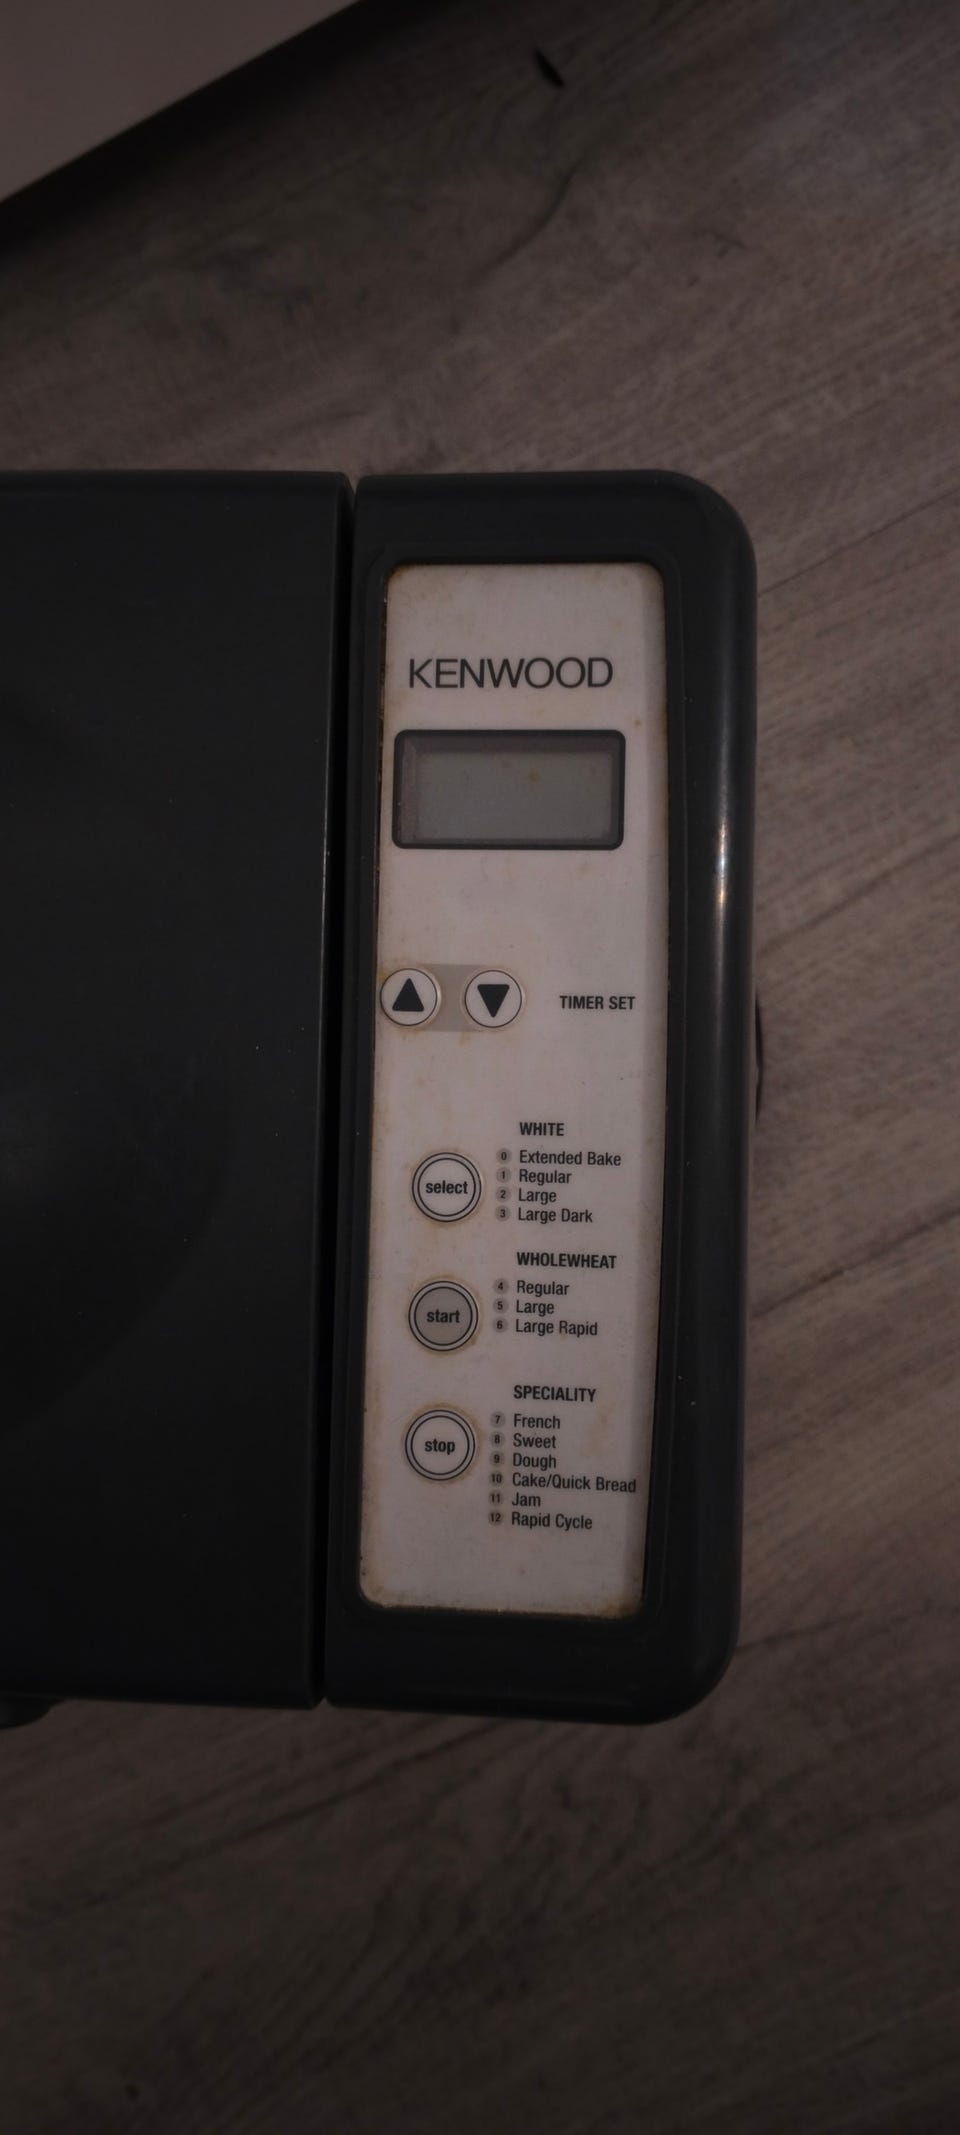 KENWOOD
TIMER SET
WHITE
0 Extended Bake
1 Regular
2 Large
3 Large Dark
select
WHOLEWHEAT
4 Regular
5 Large
6 Large Rapid
start
SPECIALITY
7 French
8 Sweet
9 Dough
10 Cake/Quick Bread
11 Jam
12 Rapid Cycle
stop